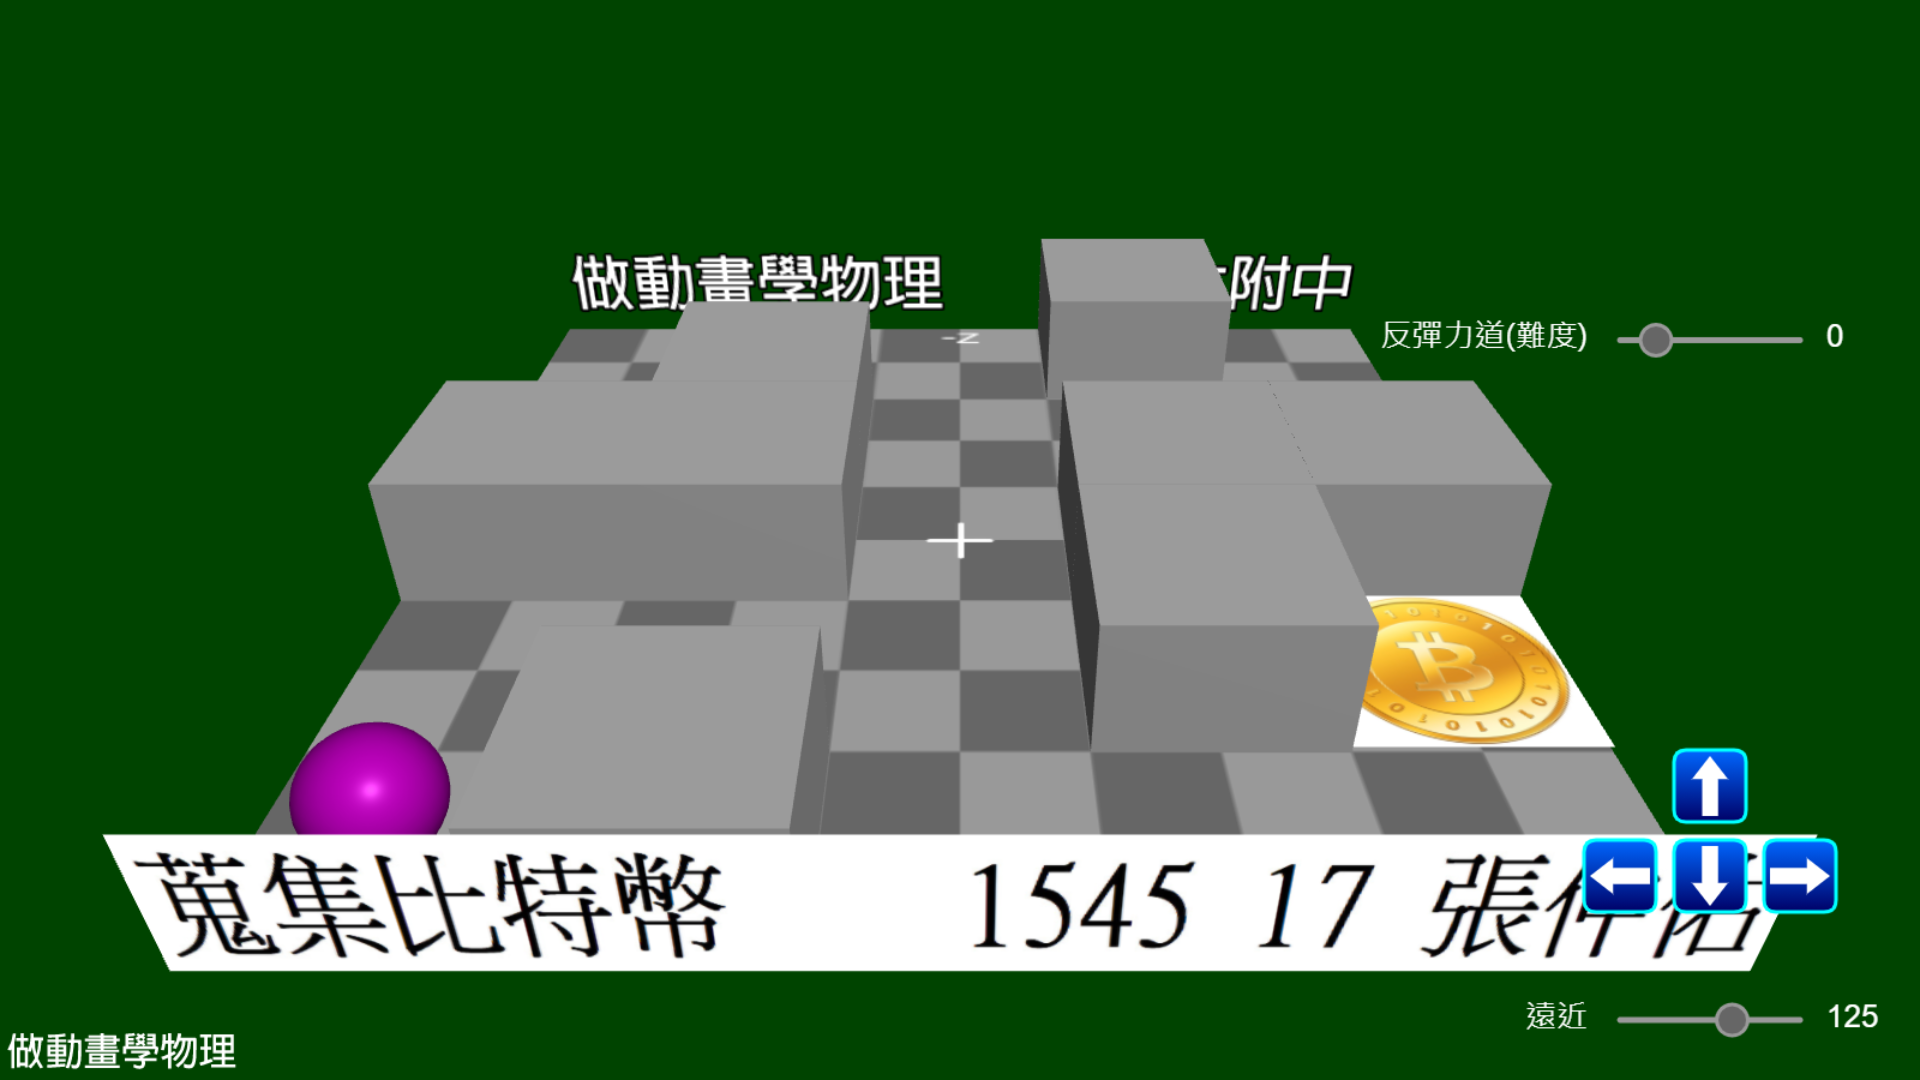 做動畫學物理 附中
-Z
反彈力道(難度) 0
蒐集比特幣 1545 17 張仲
遠近 125
做動畫學物理